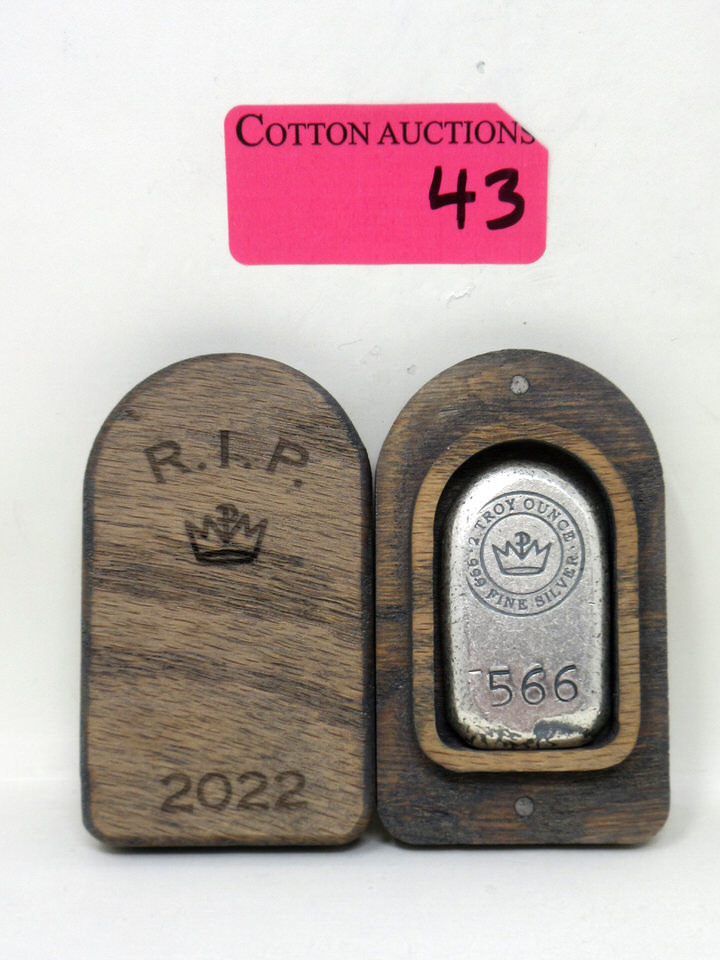 COTTON AUCTIONS
43
R.I.P.
2022
2 TROY OUNCE
.999 FINE SILVER
566